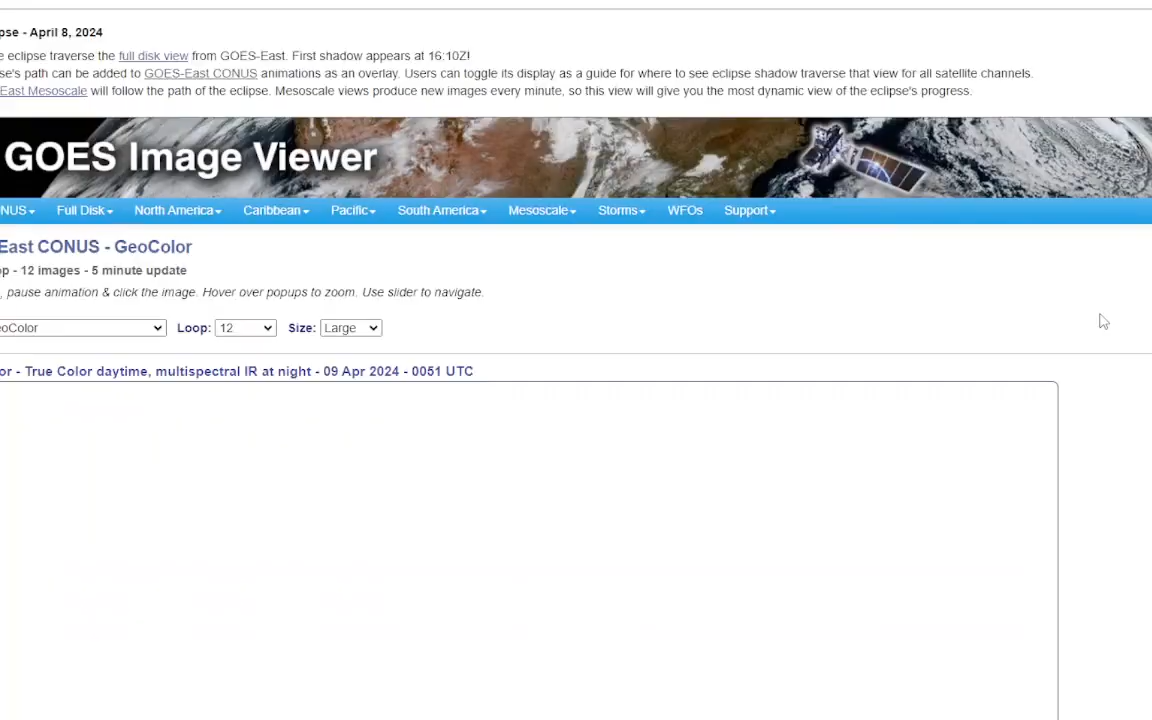 pse - April 8, 2024
e eclipse traverse the full disk view from GOES-East. First shadow appears at 16:10Z!
se's path can be added to GOES-East CONUS animations as an overlay. Users can toggle its display as a guide for where to see eclipse shadow traverse that view for all satellite channels.
East Mesoscale will follow the path of the eclipse. Mesoscale views produce new images every minute, so this view will give you the most dynamic view of the eclipse's progress.
GOES Image Viewer
NUS Full Disk North America Caribbean Pacific South America Mesoscale Storms WFOs Support
East CONUS - GeoColor
op - 12 images - 5 minute update
, pause animation & click the image. Hover over popups to zoom. Use slider to navigate.
eoColor Loop: 12 Size: Large
or - True Color daytime, multispectral IR at night - 09 Apr 2024 - 0051 UTC